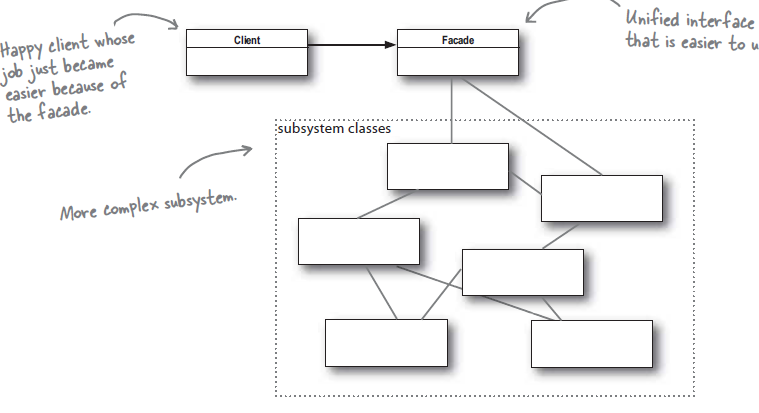 Happy client whose
job just became
easier because of
the facade.
Client
Facade
Unified interface
that is easier to
subsystem classes
More complex subsystem.